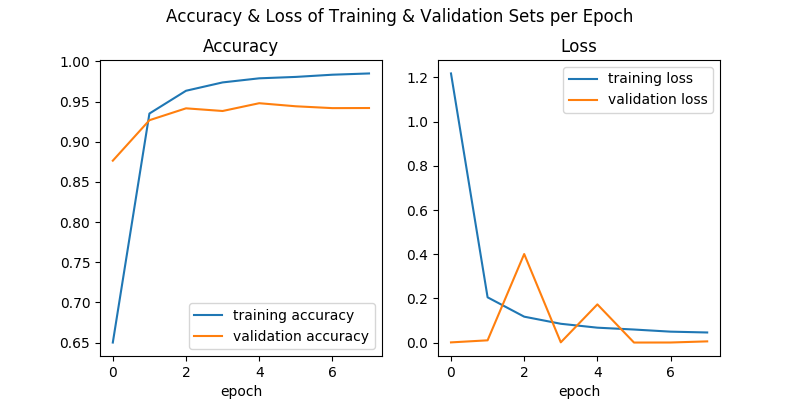 Accuracy & Loss of Training & Validation Sets per Epoch
Accuracy
1.00
0.95
0.90
0.85
0.80
0.75
0.70
0.65
training accuracy
validation accuracy
0 2 4 6
epoch
Loss
1.2
1.0
0.8
0.6
0.4
0.2
0.0
training loss
validation loss
0 2 4 6
epoch